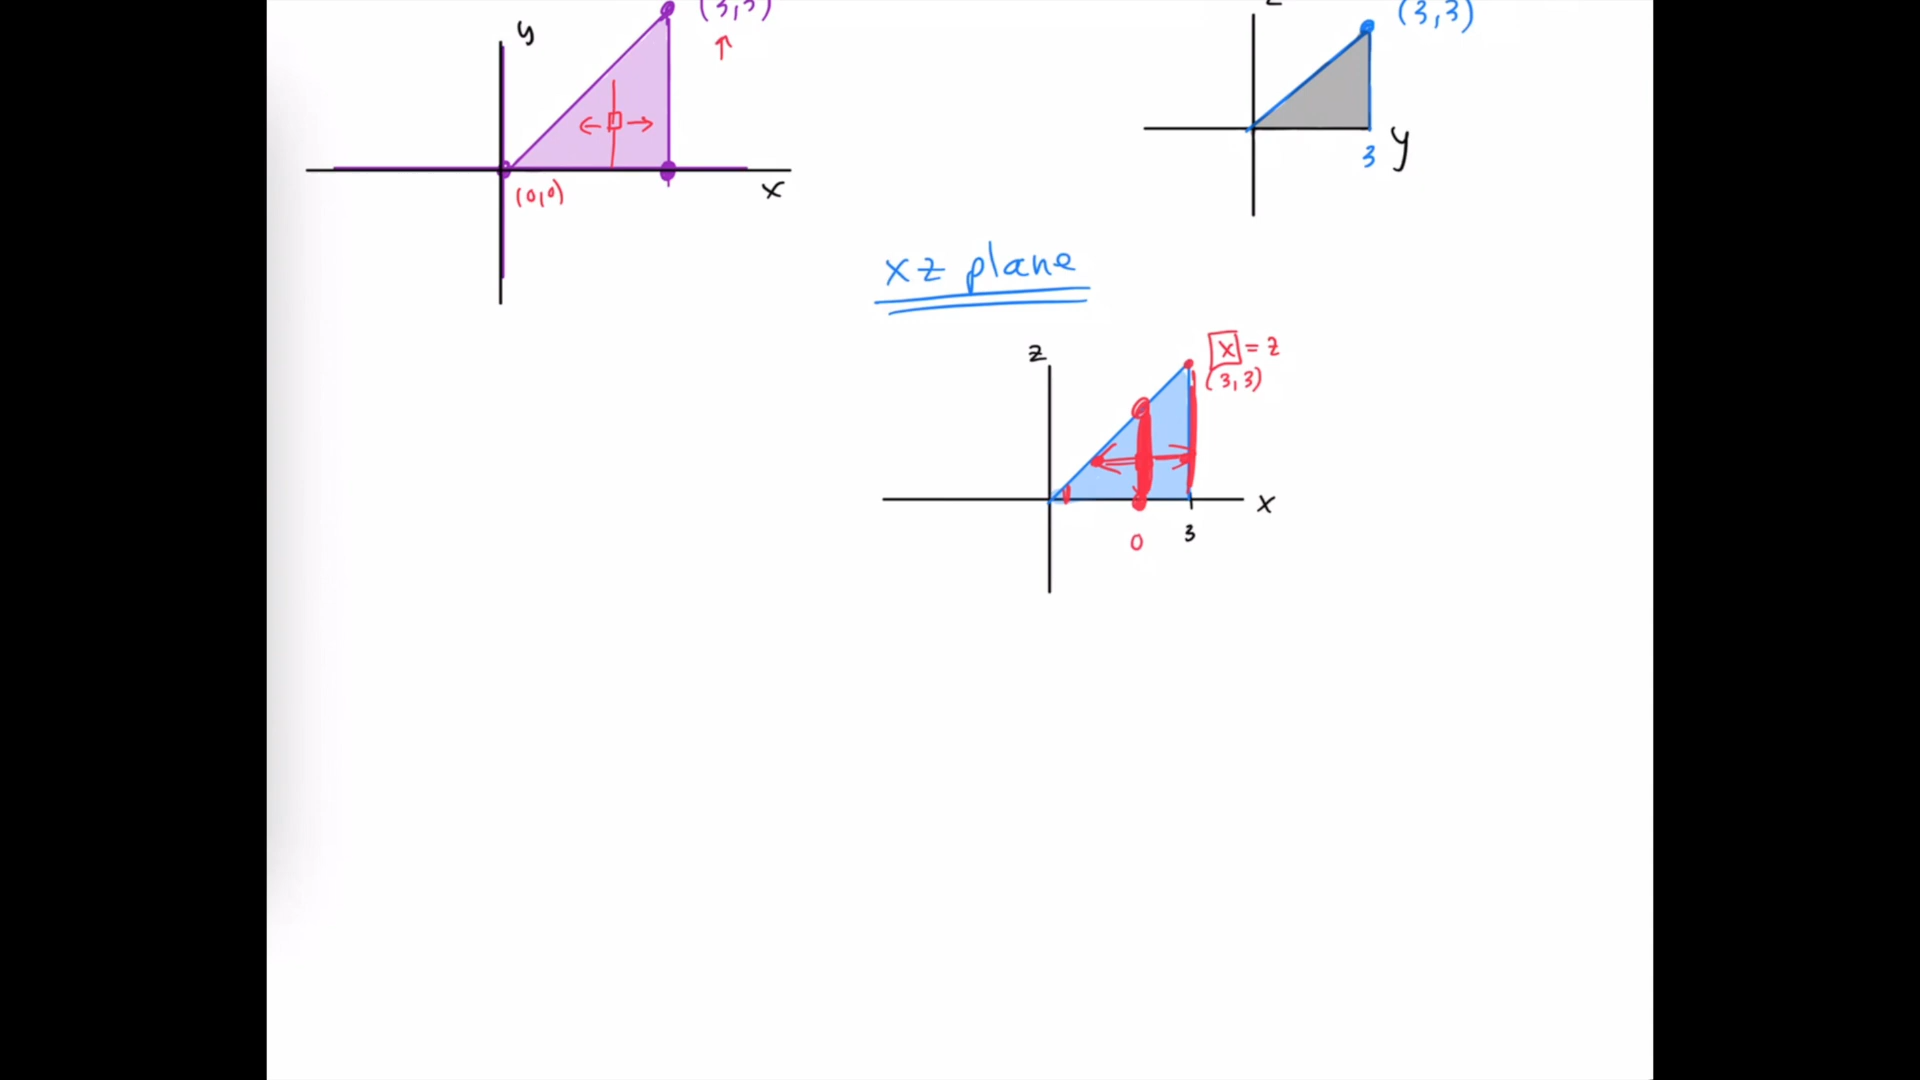 (3,3)
y
↑
(0,0)
x
(3,3)
3
y
xz plane
z
x = z
(3,3)
x
0
3